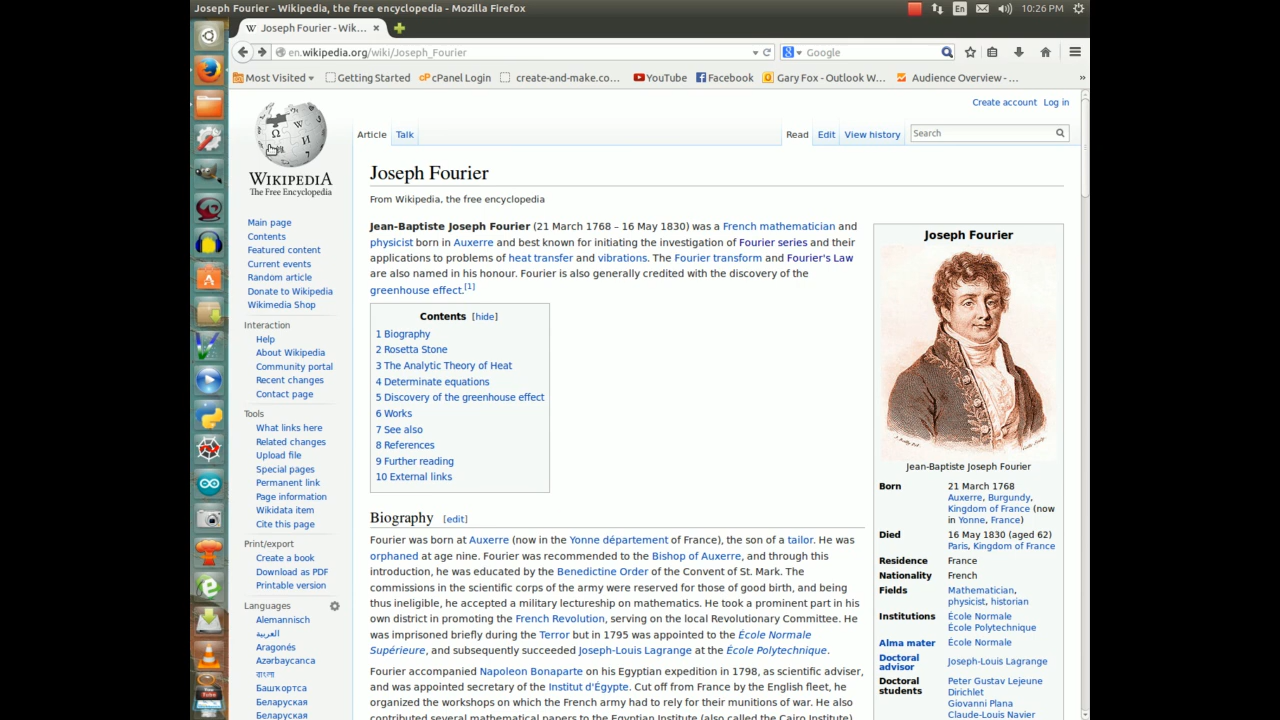 Joseph Fourier - Wikipedia, the free encyclopedia - Mozilla Firefox
En
10:26 PM
W Joseph Fourier - Wik...
en.wikipedia.org/wiki/Joseph_Fourier
Google
Most Visited
Getting Started
cPanel Login
create-and-make.co...
YouTube
Facebook
Gary Fox - Outlook W...
Audience Overview - ...
Create account Log in
Article Talk
Read Edit View history
Search
WIKIPEDIA
The Free Encyclopedia
Main page
Contents
Featured content
Current events
Random article
Donate to Wikipedia
Wikimedia Shop
Interaction
Help
About Wikipedia
Community portal
Recent changes
Contact page
Tools
What links here
Related changes
Upload file
Special pages
Permanent link
Page information
Wikidata item
Cite this page
Print/export
Create a book
Download as PDF
Printable version
Languages
Alemannisch
العربية
Aragonés
Azərbaycanca
বাংলা
Башҡортса
Беларуская
Беларуская
Joseph Fourier
From Wikipedia, the free encyclopedia
Jean-Baptiste Joseph Fourier (21 March 1768 – 16 May 1830) was a French mathematician and
physicist born in Auxerre and best known for initiating the investigation of Fourier series and their
applications to problems of heat transfer and vibrations. The Fourier transform and Fourier's Law
are also named in his honour. Fourier is also generally credited with the discovery of the
greenhouse effect.[1]
Contents [hide]
1 Biography
2 Rosetta Stone
3 The Analytic Theory of Heat
4 Determinate equations
5 Discovery of the greenhouse effect
6 Works
7 See also
8 References
9 Further reading
10 External links
Biography [edit]
Fourier was born at Auxerre (now in the Yonne département of France), the son of a tailor. He was
orphaned at age nine. Fourier was recommended to the Bishop of Auxerre, and through this
introduction, he was educated by the Benedictine Order of the Convent of St. Mark. The
commissions in the scientific corps of the army were reserved for those of good birth, and being
thus ineligible, he accepted a military lectureship on mathematics. He took a prominent part in his
own district in promoting the French Revolution, serving on the local Revolutionary Committee. He
was imprisoned briefly during the Terror but in 1795 was appointed to the École Normale
Supérieure, and subsequently succeeded Joseph-Louis Lagrange at the École Polytechnique.
Fourier accompanied Napoleon Bonaparte on his Egyptian expedition in 1798, as scientific adviser,
and was appointed secretary of the Institut d'Égypte. Cut off from France by the English fleet, he
organized the workshops on which the French army had to rely for their munitions of war. He also
contributed several mathematical papers to the Egyptian Institute (also called the Cairo Institute)
Joseph Fourier
Jean-Baptiste Joseph Fourier
Born 21 March 1768
Auxerre, Burgundy,
Kingdom of France (now
in Yonne, France)
Died 16 May 1830 (aged 62)
Paris, Kingdom of France
Residence France
Nationality French
Fields Mathematician,
physicist, historian
Institutions École Normale
École Polytechnique
Alma mater École Normale
Doctoral advisor Joseph-Louis Lagrange
Doctoral students Peter Gustav Lejeune
Dirichlet
Giovanni Plana
Claude-Louis Navier